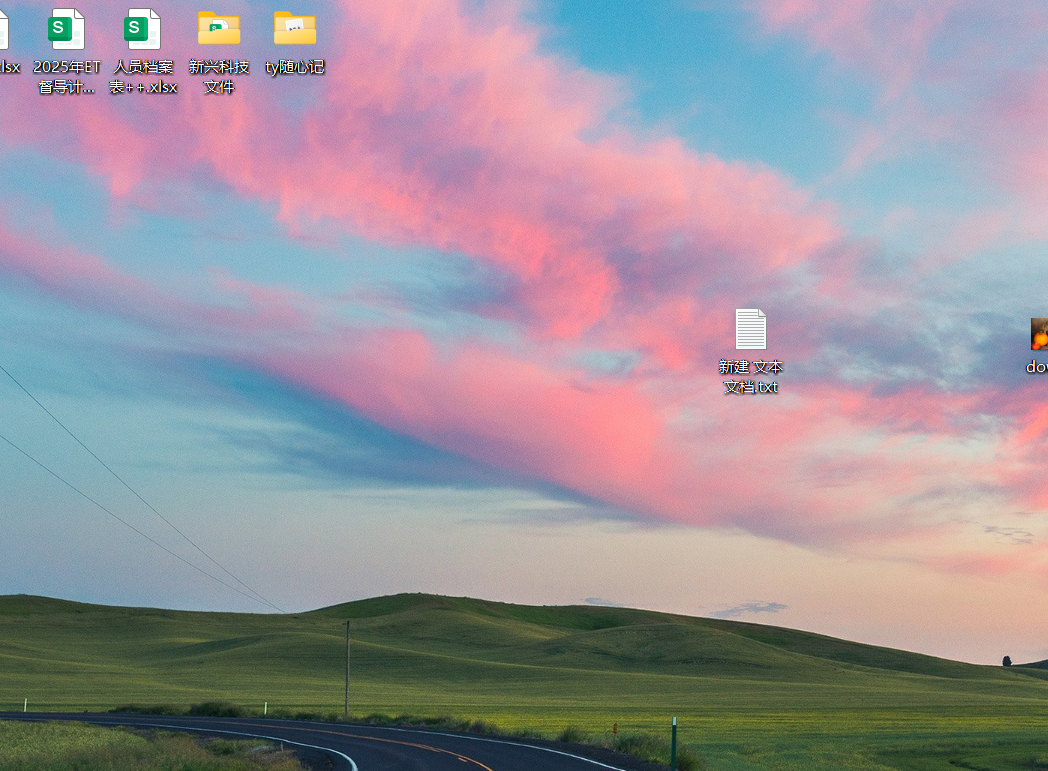 lsx
2025年ET
督导计...
人员档案
表++.xlsx
新兴科技
文件
ty随心记
新建 文本
文档.txt
dov